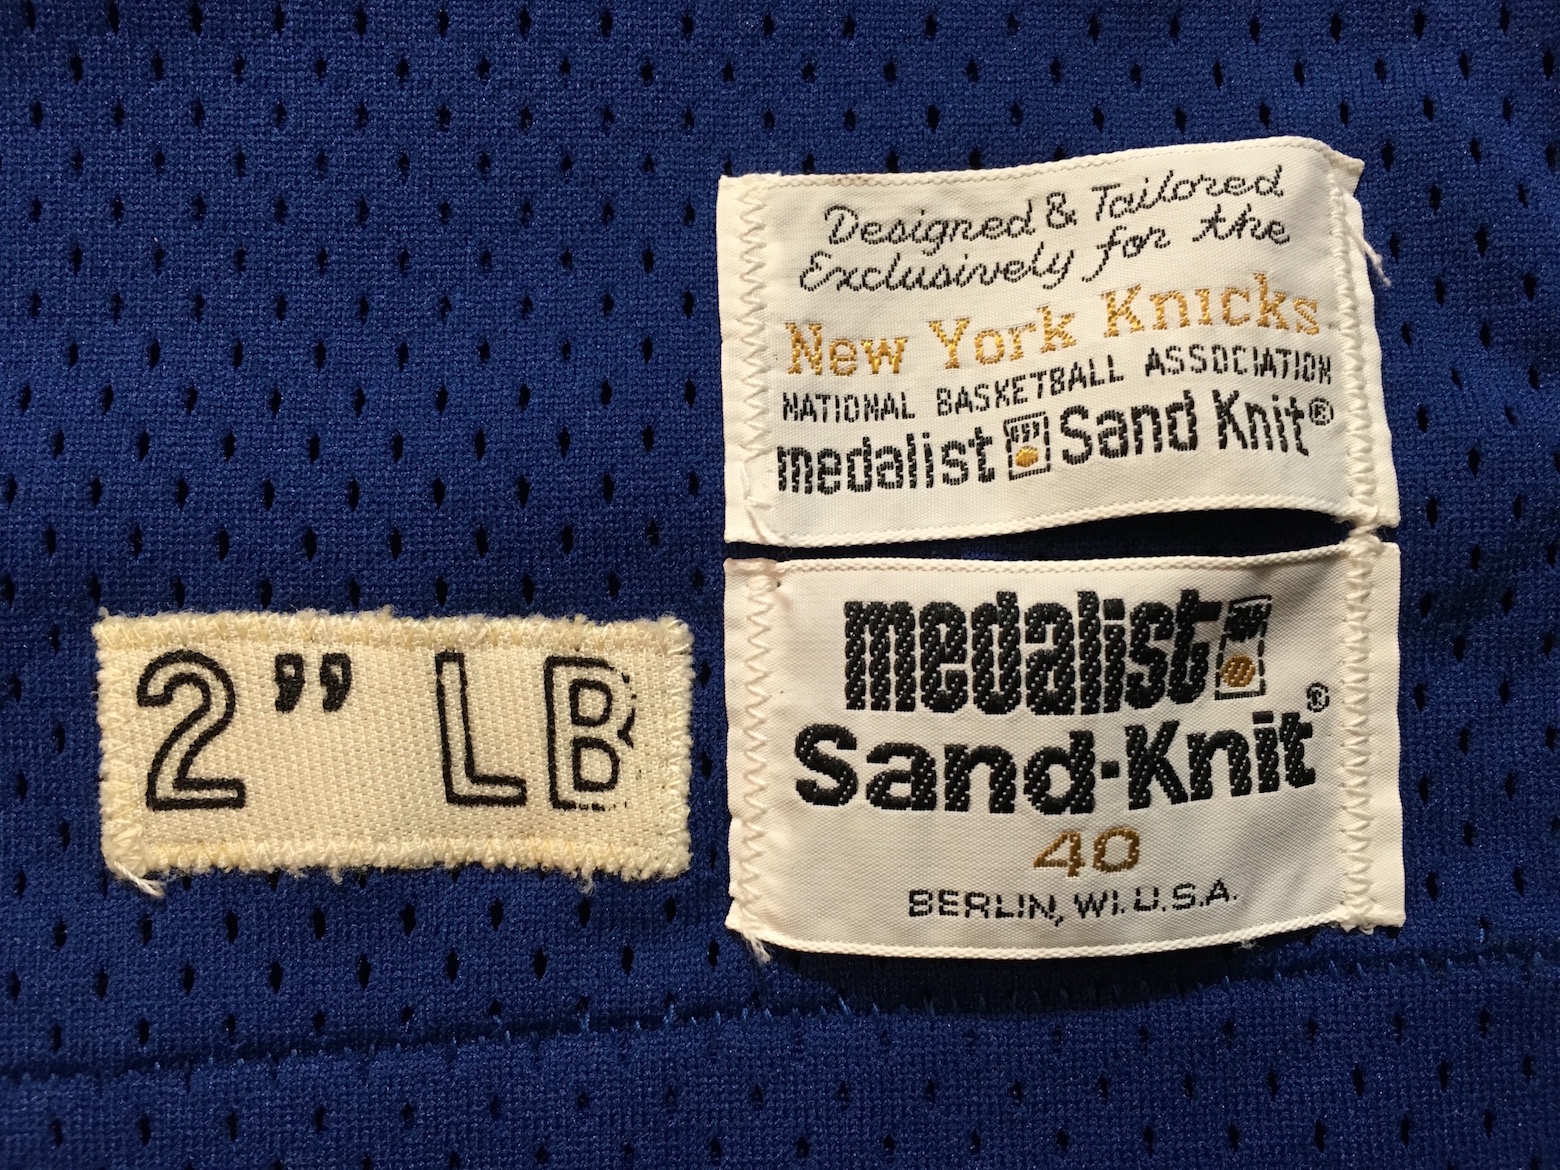 Designed & Tailored
Exclusively for the
New York Knicks
NATIONAL BASKETBALL ASSOCIATION
medalist Sand Knit®
2” LB
medalist
Sand-Knit®
40
BERLIN, WI. U.S.A.